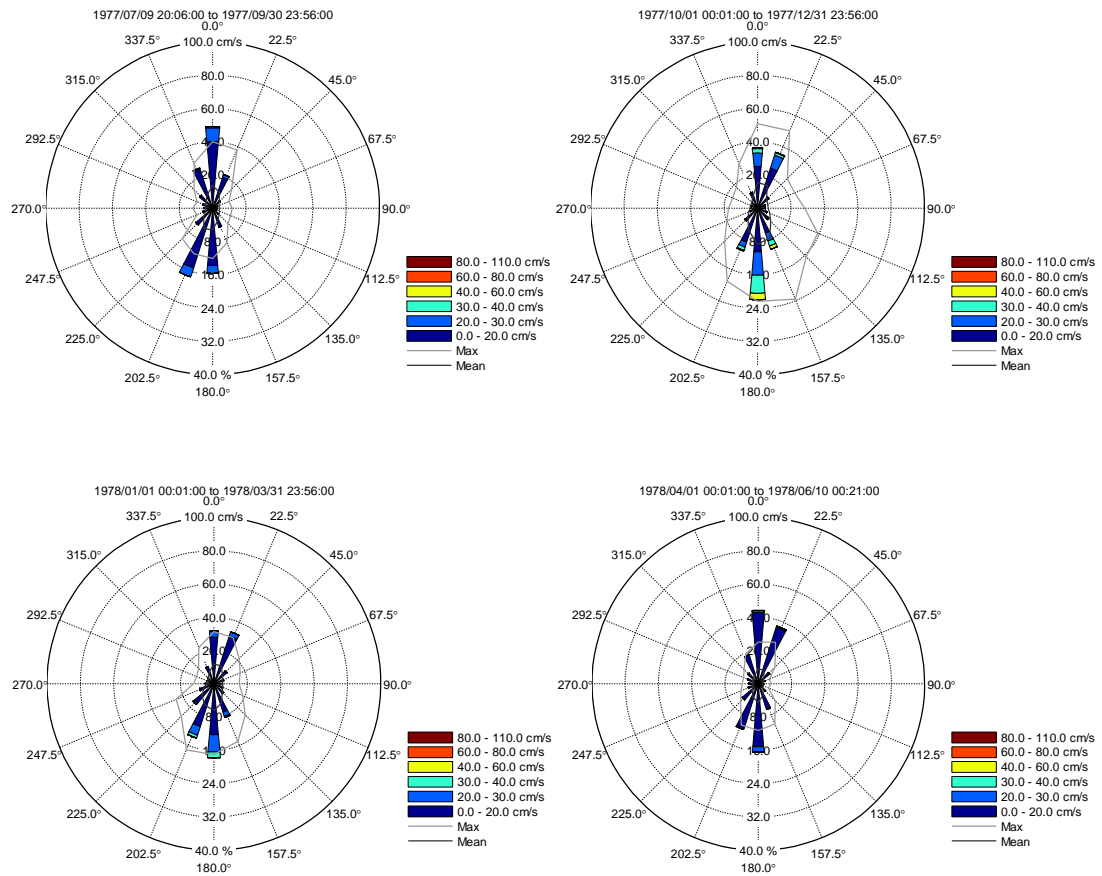 1977/07/09 20:06:00 to 1977/09/30 23:56:00
0.0°
337.5° 100.0 cm/s 22.5°
315.0° 80.0 45.0°
60.0
292.5° 67.5°
270.0° 90.0°
247.5° 112.5°
24.0
225.0° 32.0 135.0°
202.5° 40.0 % 157.5°
180.0°
80.0 - 110.0 cm/s
60.0 - 80.0 cm/s
40.0 - 60.0 cm/s
30.0 - 40.0 cm/s
20.0 - 30.0 cm/s
0.0 - 20.0 cm/s
Max
Mean
1977/10/01 00:01:00 to 1977/12/31 23:56:00
0.0°
337.5° 100.0 cm/s 22.5°
315.0° 80.0 45.0°
60.0
292.5° 67.5°
270.0° 90.0°
247.5° 112.5°
24.0
225.0° 32.0 135.0°
202.5° 40.0 % 157.5°
180.0°
80.0 - 110.0 cm/s
60.0 - 80.0 cm/s
40.0 - 60.0 cm/s
30.0 - 40.0 cm/s
20.0 - 30.0 cm/s
0.0 - 20.0 cm/s
Max
Mean
1978/01/01 00:01:00 to 1978/03/31 23:56:00
0.0°
337.5° 100.0 cm/s 22.5°
315.0° 80.0 45.0°
60.0
292.5° 40.0 67.5°
270.0° 90.0°
247.5° 112.5°
24.0
225.0° 32.0 135.0°
202.5° 40.0 % 157.5°
180.0°
80.0 - 110.0 cm/s
60.0 - 80.0 cm/s
40.0 - 60.0 cm/s
30.0 - 40.0 cm/s
20.0 - 30.0 cm/s
0.0 - 20.0 cm/s
Max
Mean
1978/04/01 00:01:00 to 1978/06/10 00:21:00
0.0°
337.5° 100.0 cm/s 22.5°
315.0° 80.0 45.0°
60.0
292.5° 67.5°
270.0° 90.0°
247.5° 112.5°
24.0
225.0° 32.0 135.0°
202.5° 40.0 % 157.5°
180.0°
80.0 - 110.0 cm/s
60.0 - 80.0 cm/s
40.0 - 60.0 cm/s
30.0 - 40.0 cm/s
20.0 - 30.0 cm/s
0.0 - 20.0 cm/s
Max
Mean